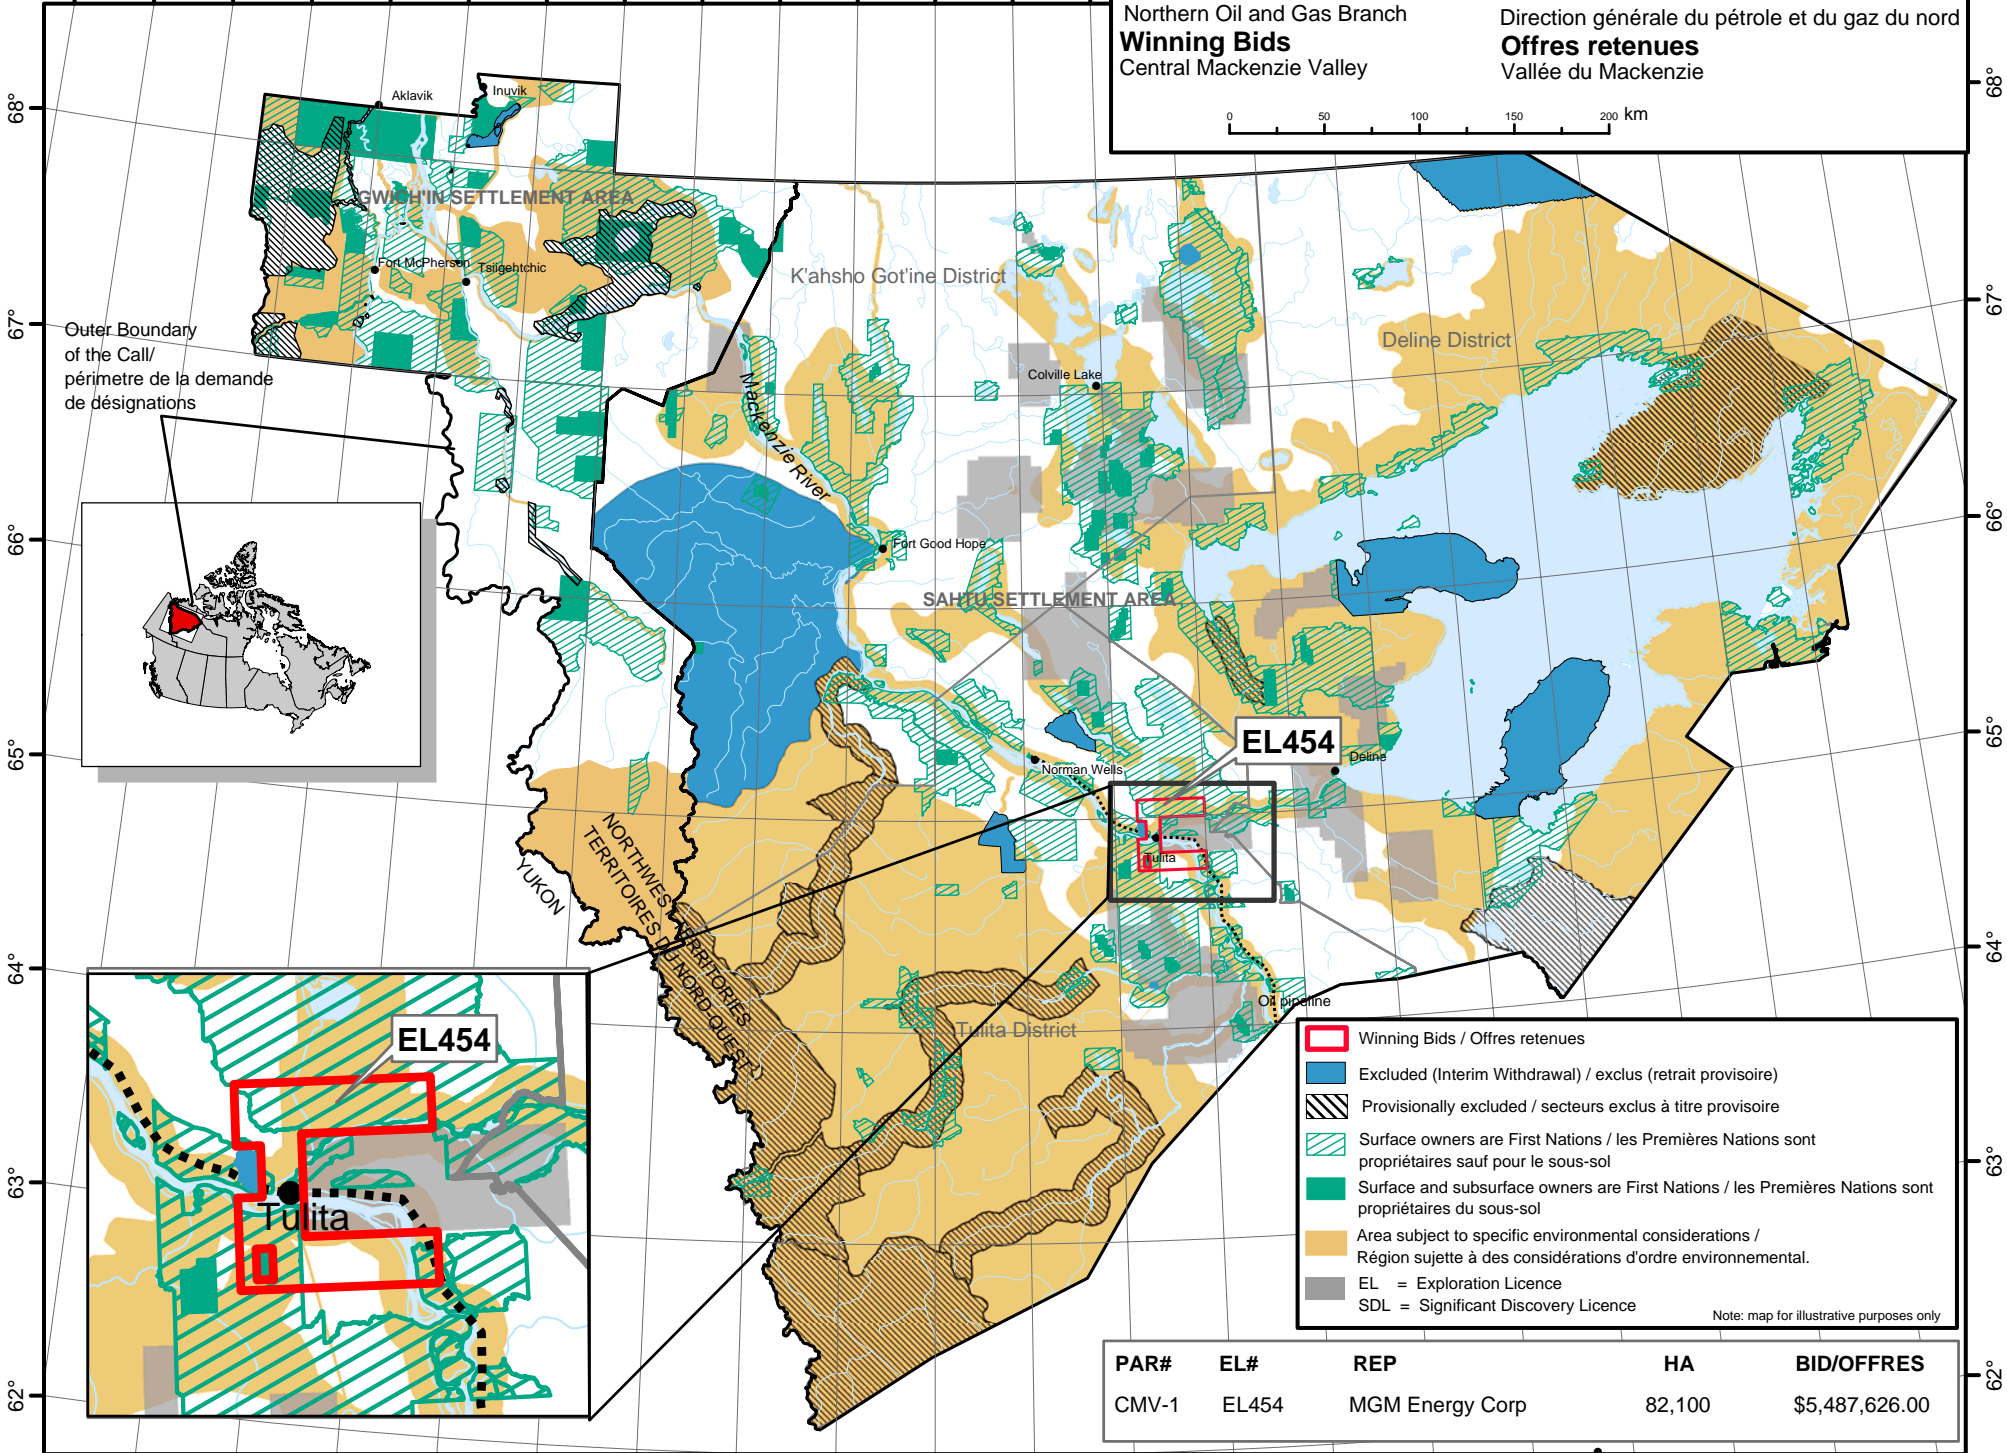 Northern Oil and Gas Branch
Winning Bids
Central Mackenzie Valley
Direction générale du pétrole et du gaz du nord
Offres retenues
Vallée du Mackenzie
0 50 100 150 200 km
68°
67°
66°
65°
64°
63°
62°
68°
67°
66°
65°
64°
63°
62°
Aklavik
Inuvik
GWICH'IN SETTLEMENT AREA
Fort McPherson
Tsiigehtchic
Outer Boundary
of the Call/
périmetre de la demande
de désignations
K'ahsho Got'ine District
Deline District
Colville Lake
Mackenzie River
Fort Good Hope
SAHTU SETTLEMENT AREA
EL454
Norman Wells
Deline
Tulita
YUKON
NORTHWEST TERRITORIES
TERRITOIRES DU NORD-OUEST
Oil pipeline
Tulita District
EL454
Tulita
Winning Bids / Offres retenues
Excluded (Interim Withdrawal) / exclus (retrait provisoire)
Provisionally excluded / secteurs exclus à titre provisoire
Surface owners are First Nations / les Premières Nations sont
propriétaires sauf pour le sous-sol
Surface and subsurface owners are First Nations / les Premières Nations sont
propriétaires du sous-sol
Area subject to specific environmental considerations /
Région sujette à des considérations d'ordre environnemental.
EL = Exploration Licence
SDL = Significant Discovery Licence
Note: map for illustrative purposes only
PAR# EL# REP HA BID/OFFRES
CMV-1 EL454 MGM Energy Corp 82,100 $5,487,626.00